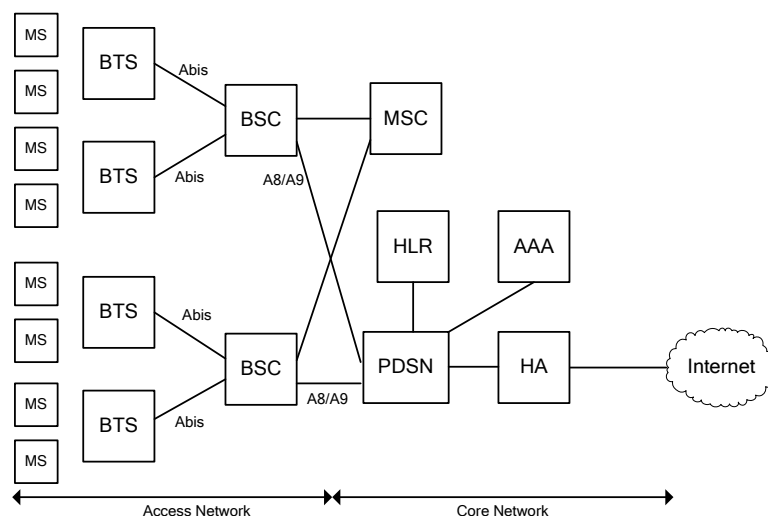 MS
BTS
MS
Abis
BSC
MSC
MS
BTS
Abis
A8/A9
MS
HLR
AAA
MS
BTS
Abis
MS
BSC
PDSN
HA
Internet
MS
A8/A9
BTS
Abis
MS
Access Network
Core Network